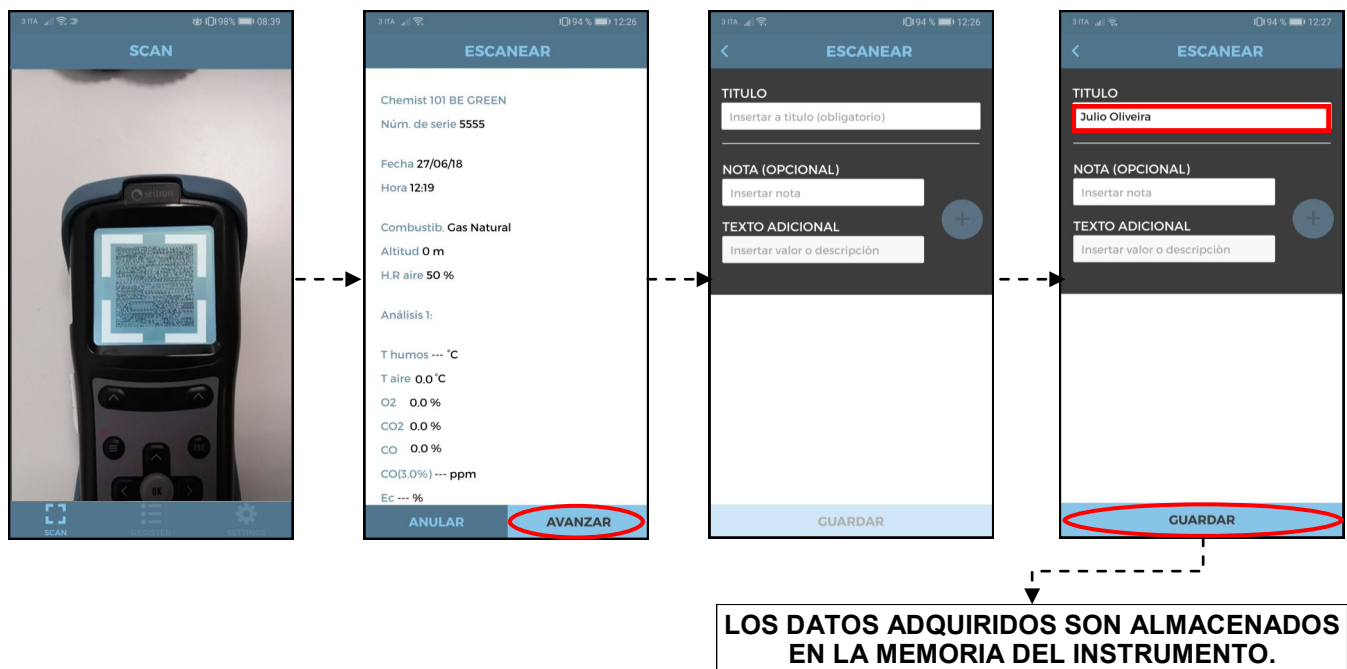 3 ITA 98% 08:39
SCAN
seitron
ESC
OK
SCAN REGISTER SETTINGS
3 ITA 94 % 12:26
ESCANEAR
Chemist 101 BE GREEN
Núm. de serie 5555
Fecha 27/06/18
Hora 12:19
Combustib. Gas Natural
Altitud 0 m
H.R aire 50 %
Análisis 1:
T humos --- °C
T aire 0.0 °C
O2 0.0 %
CO2 0.0 %
CO 0.0 %
CO(3.0%) --- ppm
Ec --- %
ANULAR AVANZAR
3 ITA 94 % 12:26
< ESCANEAR
TITULO
Insertar a titulo (obligatorio)
NOTA (OPCIONAL)
Insertar nota
+
TEXTO ADICIONAL
Insertar valor o descripciòn
GUARDAR
3 ITA 94 % 12:27
< ESCANEAR
TITULO
Julio Oliveira
NOTA (OPCIONAL)
Insertar nota
+
TEXTO ADICIONAL
Insertar valor o descripciòn
GUARDAR
LOS DATOS ADQUIRIDOS SON ALMACENADOS
EN LA MEMORIA DEL INSTRUMENTO.